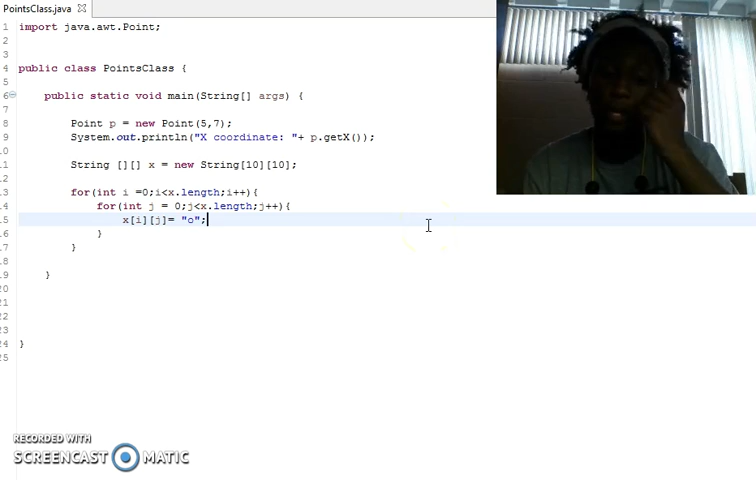 PointsClass.java
1 import java.awt.Point;
2
3
4 public class PointsClass {
5
6 public static void main(String[] args) {
7
8 Point p = new Point(5,7);
9 System.out.println("X coordinate: "+ p.getX());
10
11 String [][] x = new String[10][10];
12
13 for(int i =0;i<x.length;i++){
14 for(int j = 0;j<x.length;j++){
15 x[i][j]= "o";
16 }
17 }
18
19 }
20
21
22
23
24 }
25
RECORDED WITH
SCREENCAST MATIC